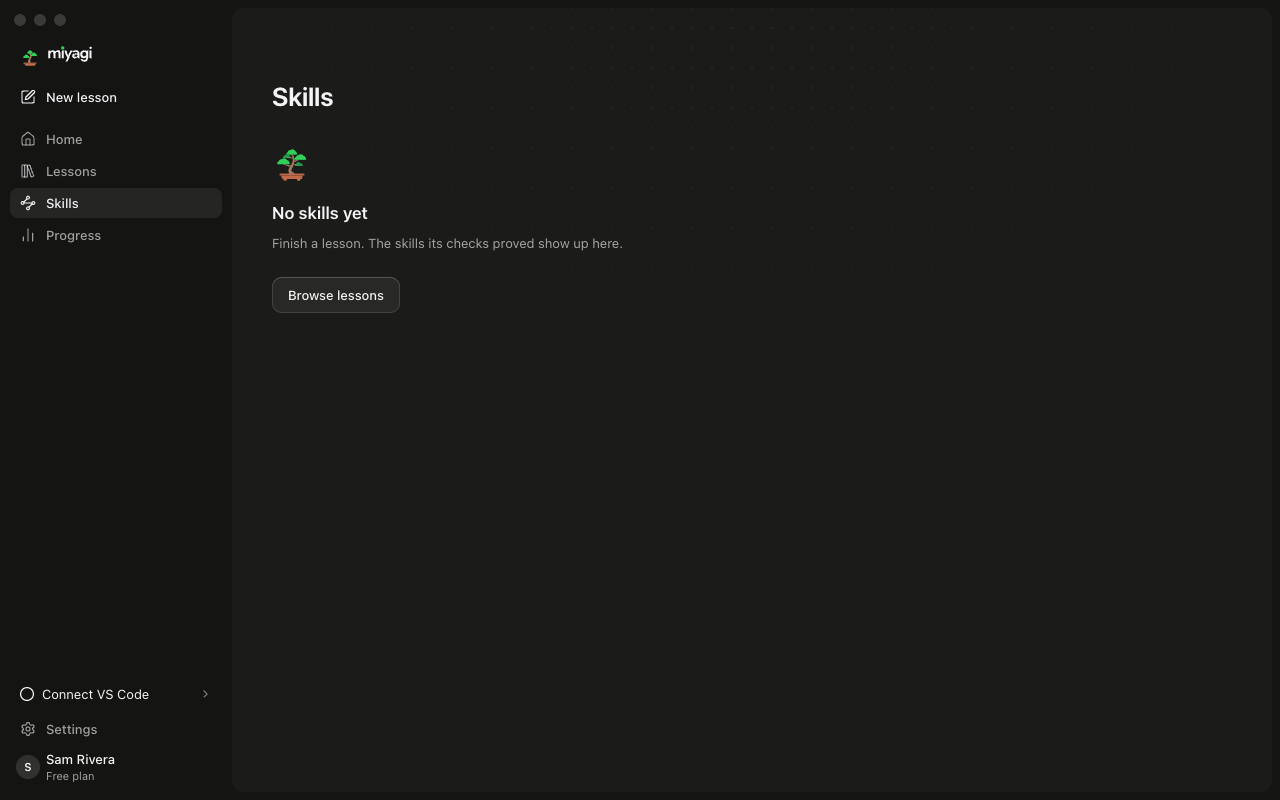 miyagi
New lesson
Home
Lessons
Skills
Progress
Connect VS Code
Settings
S
Sam Rivera
Free plan
Skills
No skills yet
Finish a lesson. The skills its checks proved show up here.
Browse lessons